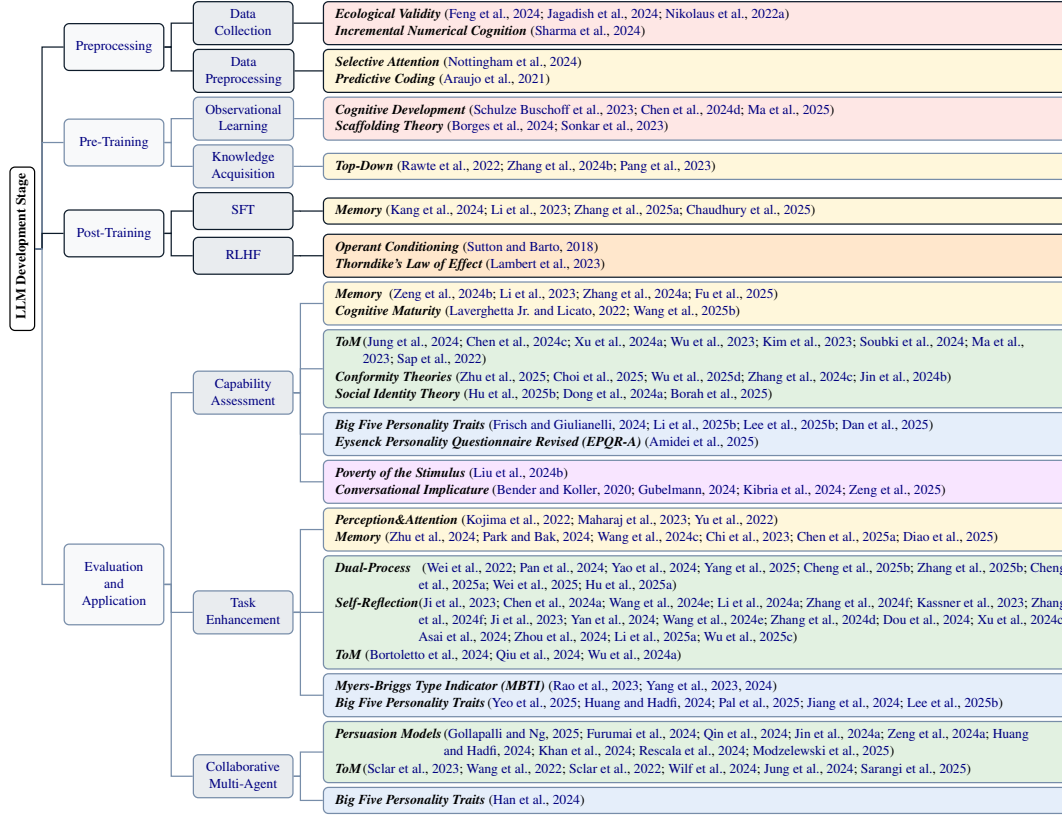 LLM Development Stage
Preprocessing
Data
Collection
Ecological Validity (Feng et al., 2024; Jagadish et al., 2024; Nikolaus et al., 2022a)
Incremental Numerical Cognition (Sharma et al., 2024)
Data
Preprocessing
Selective Attention (Nottingham et al., 2024)
Predictive Coding (Araujo et al., 2021)
Pre-Training
Observational
Learning
Cognitive Development (Schulze Buschoff et al., 2023; Chen et al., 2024d; Ma et al., 2025)
Scaffolding Theory (Borges et al., 2024; Sonkar et al., 2023)
Knowledge
Acquisition
Top-Down (Rawte et al., 2022; Zhang et al., 2024b; Pang et al., 2023)
Post-Training
SFT
Memory (Kang et al., 2024; Li et al., 2023; Zhang et al., 2025a; Chaudhury et al., 2025)
RLHF
Operant Conditioning (Sutton and Barto, 2018)
Thorndike's Law of Effect (Lambert et al., 2023)
Evaluation
and
Application
Capability
Assessment
Memory (Zeng et al., 2024b; Li et al., 2023; Zhang et al., 2024a; Fu et al., 2025)
Cognitive Maturity (Laverghetta Jr. and Licato, 2022; Wang et al., 2025b)
ToM(Jung et al., 2024; Chen et al., 2024c; Xu et al., 2024a; Wu et al., 2023; Kim et al., 2023; Soubki et al., 2024; Ma et al.,
2023; Sap et al., 2022)
Conformity Theories (Zhu et al., 2025; Choi et al., 2025; Wu et al., 2025d; Zhang et al., 2024c; Jin et al., 2024b)
Social Identity Theory (Hu et al., 2025b; Dong et al., 2024a; Borah et al., 2025)
Big Five Personality Traits (Frisch and Giulianelli, 2024; Li et al., 2025b; Lee et al., 2025b; Dan et al., 2025)
Eysenck Personality Questionnaire Revised (EPQR-A) (Amidei et al., 2025)
Poverty of the Stimulus (Liu et al., 2024b)
Conversational Implicature (Bender and Koller, 2020; Gubelmann, 2024; Kibria et al., 2024; Zeng et al., 2025)
Task
Enhancement
Perception&Attention (Kojima et al., 2022; Maharaj et al., 2023; Yu et al., 2022)
Memory (Zhu et al., 2024; Park and Bak, 2024; Wang et al., 2024c; Chi et al., 2023; Chen et al., 2025a; Diao et al., 2025)
Dual-Process (Wei et al., 2022; Pan et al., 2024; Yao et al., 2024; Yang et al., 2025; Cheng et al., 2025b; Zhang et al., 2025b; Cheng
et al., 2025a; Wei et al., 2025; Hu et al., 2025a)
Self-Reflection(Ji et al., 2023; Chen et al., 2024a; Wang et al., 2024e; Li et al., 2024a; Zhang et al., 2024f; Kassner et al., 2023; Zhang
et al., 2024f; Ji et al., 2023; Yan et al., 2024; Wang et al., 2024e; Zhang et al., 2024d; Dou et al., 2024; Xu et al., 2024c
Asai et al., 2024; Zhou et al., 2024; Li et al., 2025a; Wu et al., 2025c)
ToM (Bortoletto et al., 2024; Qiu et al., 2024; Wu et al., 2024a)
Myers-Briggs Type Indicator (MBTI) (Rao et al., 2023; Yang et al., 2023, 2024)
Big Five Personality Traits (Yeo et al., 2025; Huang and Hadfi, 2024; Pal et al., 2025; Jiang et al., 2024; Lee et al., 2025b)
Collaborative
Multi-Agent
Persuasion Models(Gollapalli and Ng, 2025; Furumai et al., 2024; Qin et al., 2024; Jin et al., 2024a; Zeng et al., 2024a; Huang
and Hadfi, 2024; Khan et al., 2024; Rescala et al., 2024; Modzelewski et al., 2025)
ToM(Sclar et al., 2023; Wang et al., 2022; Sclar et al., 2022; Wilf et al., 2024; Jung et al., 2024; Sarangi et al., 2025)
Big Five Personality Traits (Han et al., 2024)